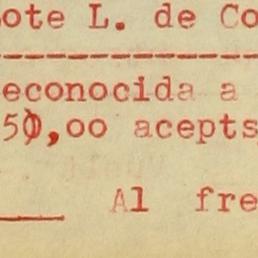 ote L. de Co
econocida a
50,oo acepts
Al fre